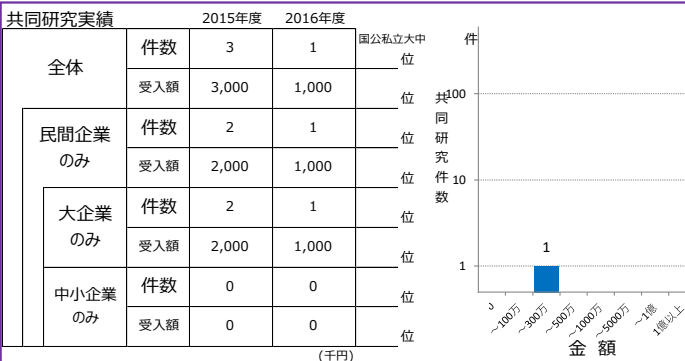 共同研究実績 2015年度 2016年度
国公私立大中
全体 件数 3 1 位
受入額 3,000 1,000 位
民間企業のみ 件数 2 1 位
受入額 2,000 1,000 位
大企業のみ 件数 2 1 位
受入額 2,000 1,000 位
中小企業のみ 件数 0 0 位
受入額 0 0 位
(千円)
件
共同研究件数
100
10
1
1
0 ～100万 ～300万 ～500万 ～1000万 ～5000万 ～1億 1億以上
金 額